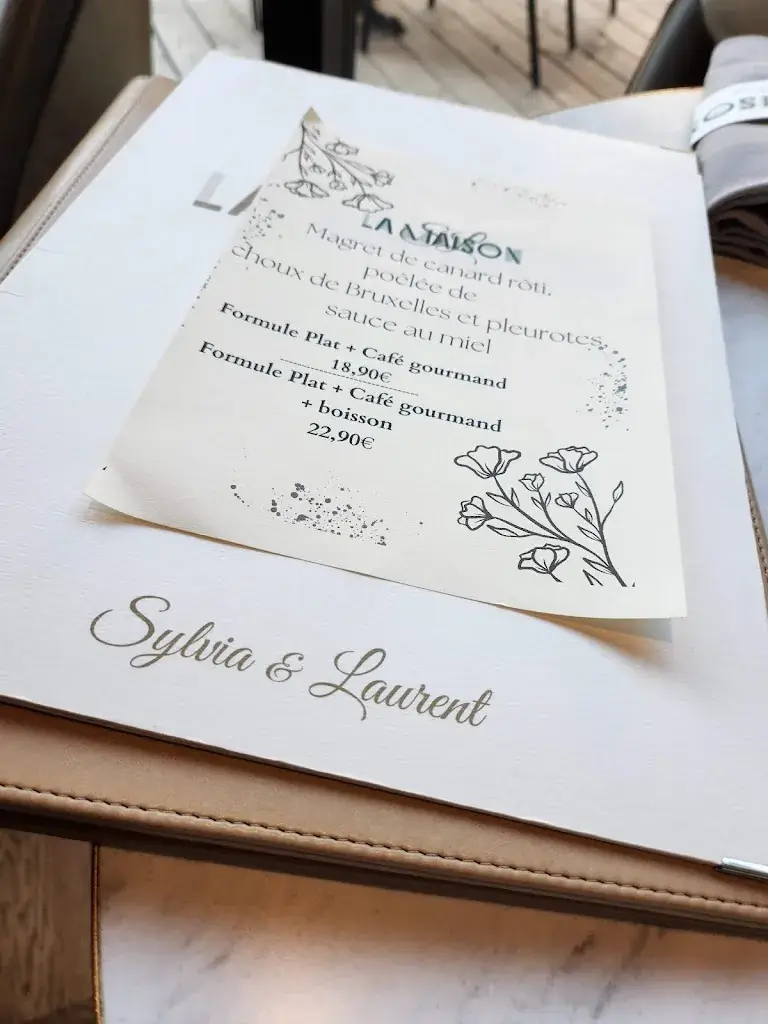 LA
LA MAISON
Magret de canard rôti,
poêlée de
choux de Bruxelles et pleurotes,
sauce au miel
Formule Plat + Café gourmand
18,90€
Formule Plat + Café gourmand
+ boisson
22,90€
Sylvia & Laurent